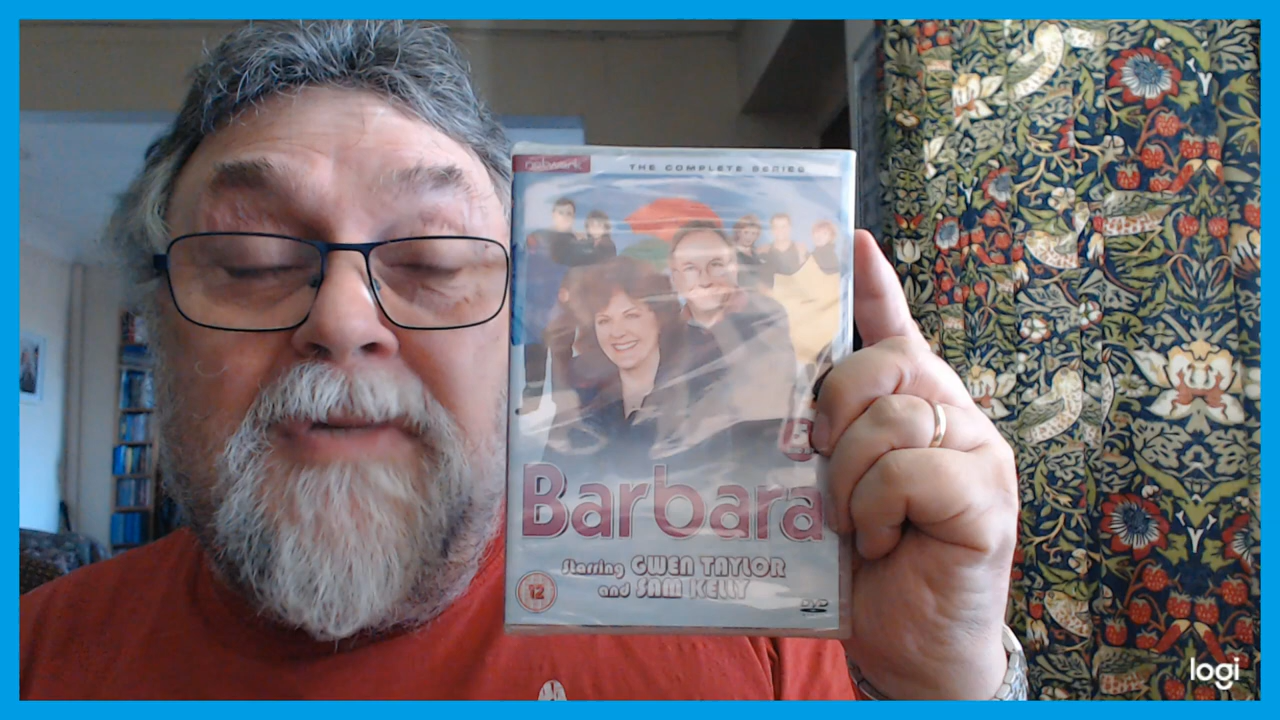 network THE COMPLETE SERIES
Barbara
Starring GWEN TAYLOR
and SAM KELLY
12
DVD
logi